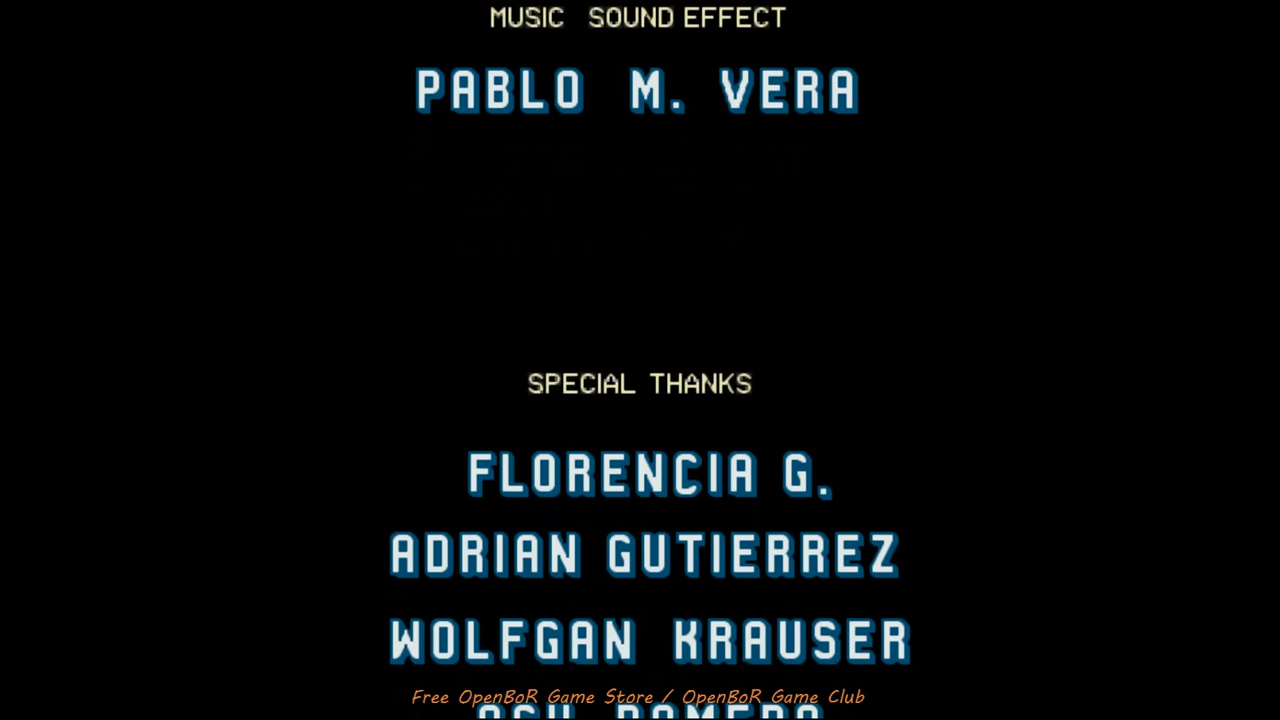 MUSIC SOUND EFFECT
PABLO M. VERA
SPECIAL THANKS
FLORENCIA G.
ADRIAN GUTIERREZ
WOLFGAN KRAUSER
Free OpenBoR Game Store / OpenBoR Game Club